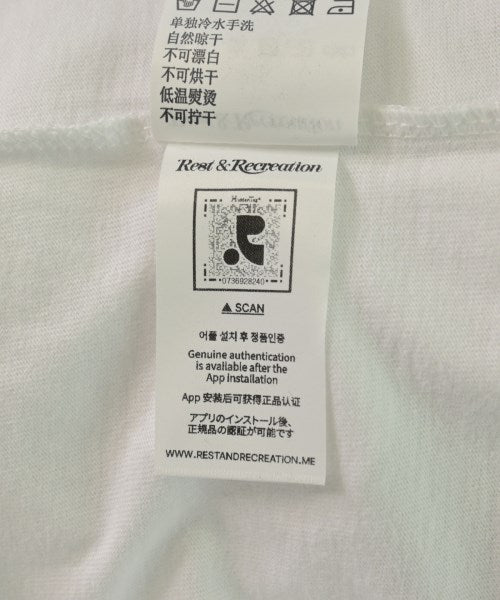 单独冷水手洗
自然晾干
不可漂白
不可烘干
低温熨烫
不可拧干
Rest & Recreation
HiddenTag
0736928240
▲ SCAN
어플 설치 후 정품인증
Genuine authentication
is available after the
App Installation
App 安装后可获得正品认证
アプリのインストール後、
正規品の認証が可能です
WWW.RESTANDRECREATION.ME